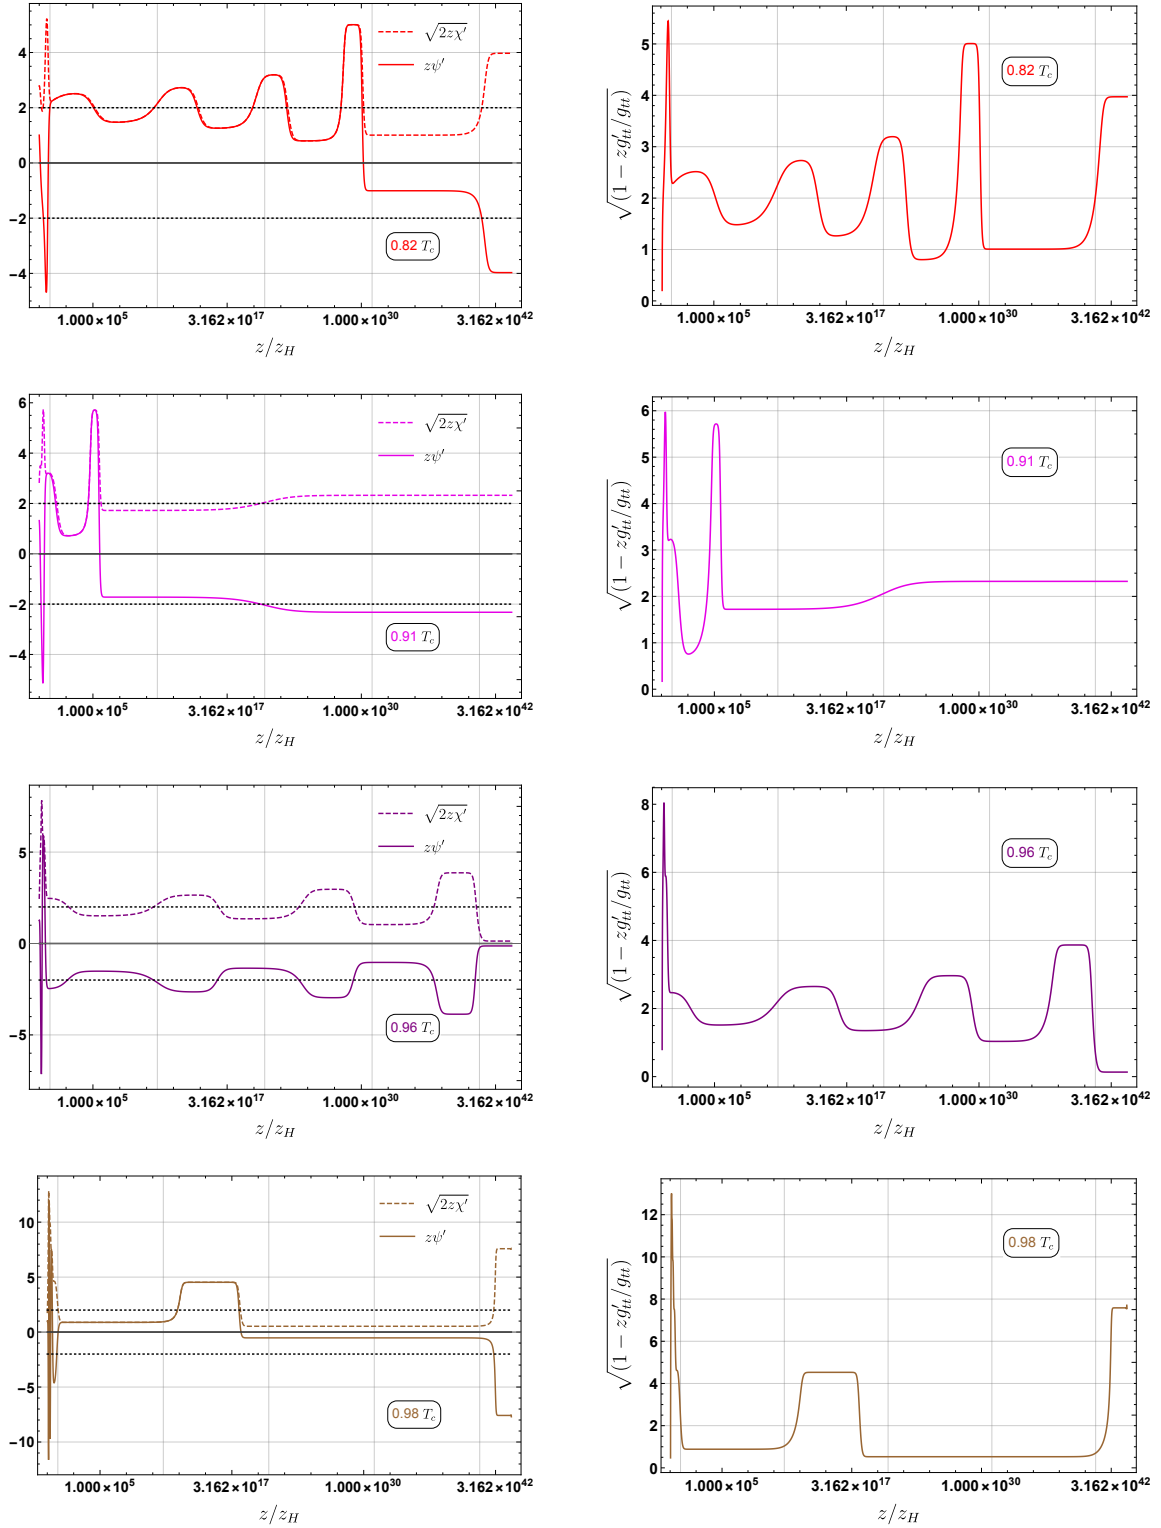 √2zχ′
zψ′
0.82 T_c
4
2
0
−2
−4
1.000×10^5 3.162×10^17 1.000×10^30 3.162×10^42
z/z_H
√(1 − zg′_tt/g_tt)
0.82 T_c
5
4
3
2
1
0
1.000×10^5 3.162×10^17 1.000×10^30 3.162×10^42
z/z_H
√2zχ′
zψ′
0.91 T_c
6
4
2
0
−2
−4
1.000×10^5 3.162×10^17 1.000×10^30 3.162×10^42
z/z_H
√(1 − zg′_tt/g_tt)
0.91 T_c
6
5
4
3
2
1
0
1.000×10^5 3.162×10^17 1.000×10^30 3.162×10^42
z/z_H
√2zχ′
zψ′
0.96 T_c
5
0
−5
1.000×10^5 3.162×10^17 1.000×10^30 3.162×10^42
z/z_H
√(1 − zg′_tt/g_tt)
0.96 T_c
8
6
4
2
0
1.000×10^5 3.162×10^17 1.000×10^30 3.162×10^42
z/z_H
√2zχ′
zψ′
0.98 T_c
10
5
0
−5
−10
1.000×10^5 3.162×10^17 1.000×10^30 3.162×10^42
z/z_H
√(1 − zg′_tt/g_tt)
0.98 T_c
12
10
8
6
4
2
0
1.000×10^5 3.162×10^17 1.000×10^30 3.162×10^42
z/z_H